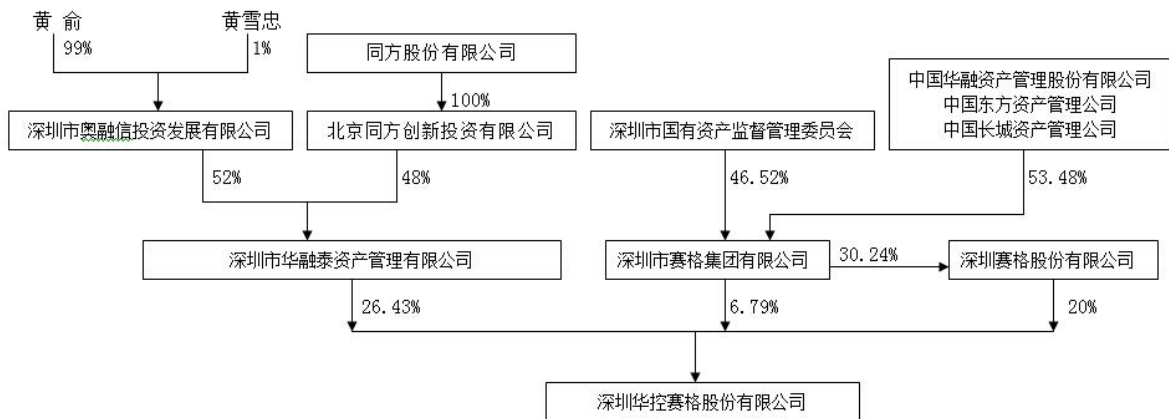 黄 俞
黄雪忠
99%
1%
同方股份有限公司
中国华融资产管理股份有限公司
中国东方资产管理公司
中国长城资产管理公司
100%
深圳市奥融信投资发展有限公司
北京同方创新投资有限公司
深圳市国有资产监督管理委员会
52%
48%
46.52%
53.48%
深圳市华融泰资产管理有限公司
深圳市赛格集团有限公司
30.24%
深圳赛格股份有限公司
26.43%
6.79%
20%
深圳华控赛格股份有限公司